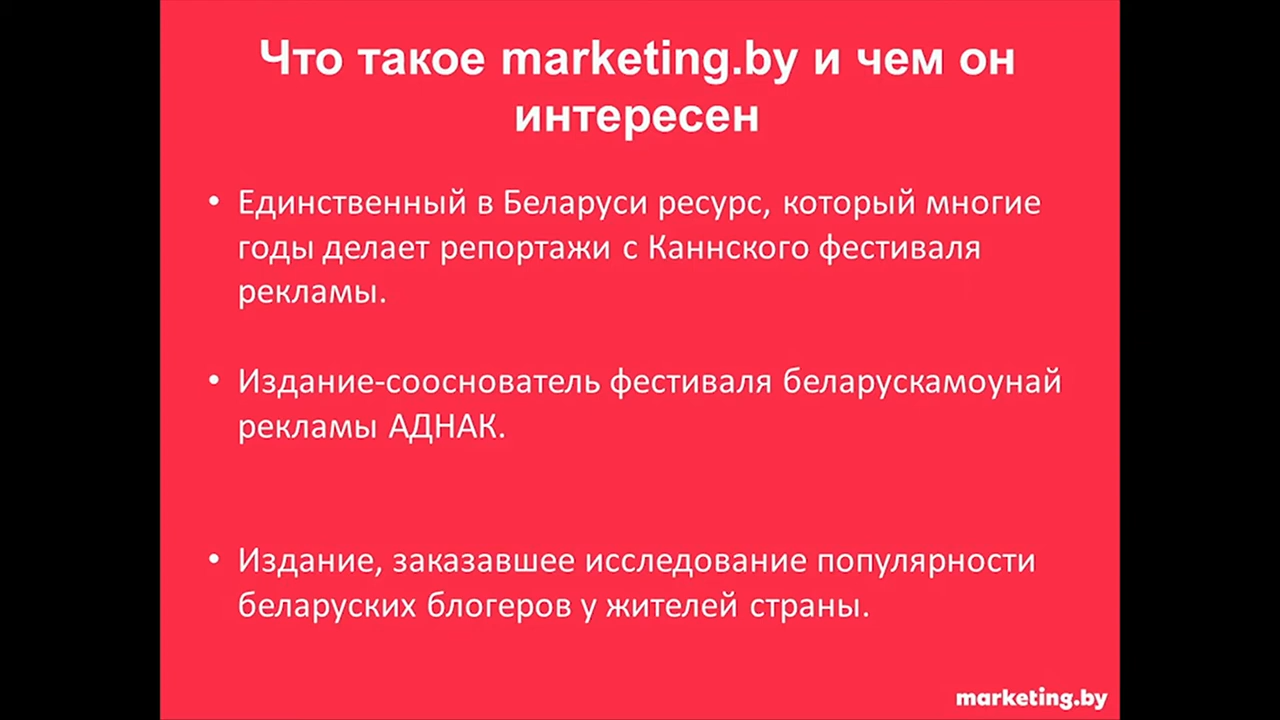 Что такое marketing.by и чем он
интересен
• Единственный в Беларуси ресурс, который многие
годы делает репортажи с Каннского фестиваля
рекламы.
• Издание-сооснователь фестиваля беларускамоунай
рекламы АДНАК.
• Издание, заказавшее исследование популярности
беларуских блогеров у жителей страны.
marketing.by